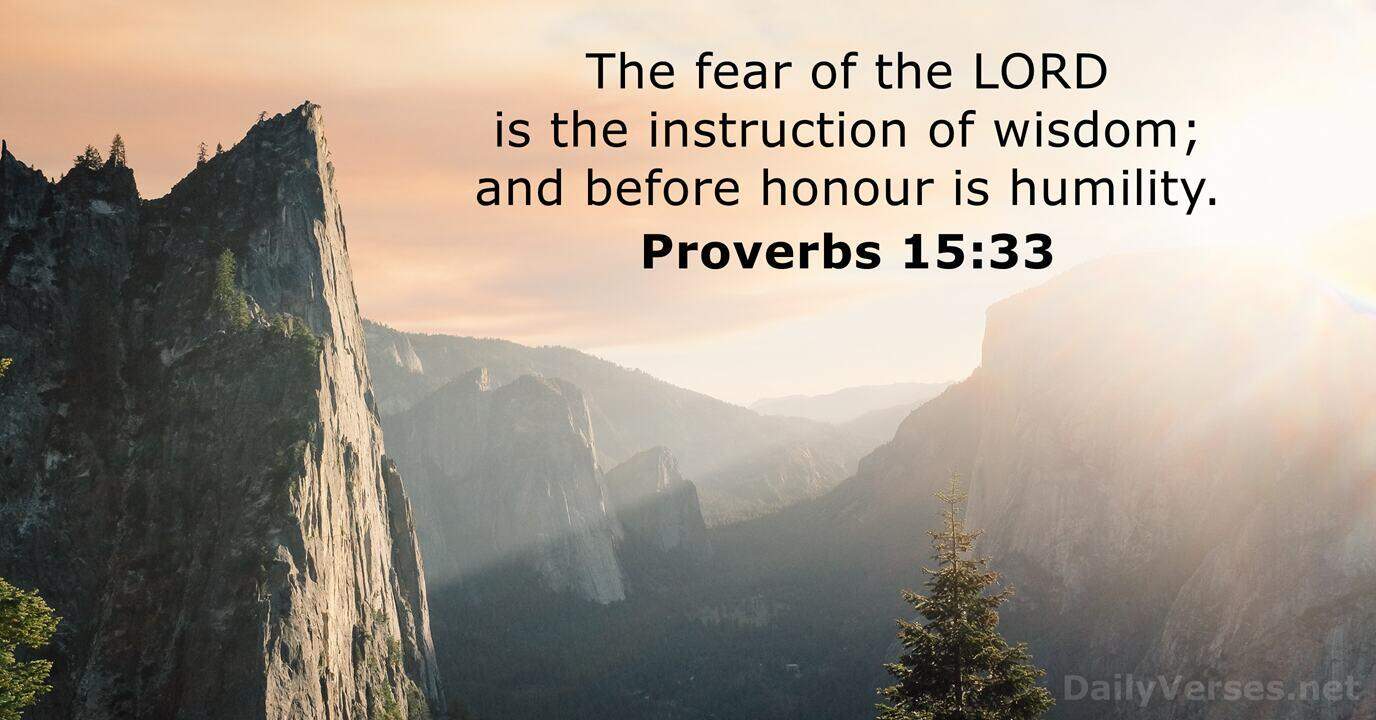 The fear of the LORD
is the instruction of wisdom;
and before honour is humility.
Proverbs 15:33
DailyVerses.net